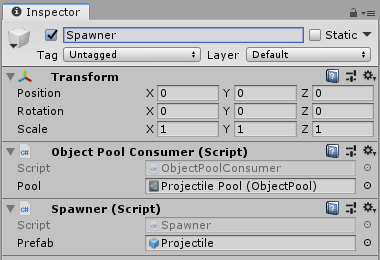 Inspector
Spawner Static
Tag Untagged Layer Default
Transform
Position X 0 Y 0 Z 0
Rotation X 0 Y 0 Z 0
Scale X 1 Y 1 Z 1
Object Pool Consumer (Script)
Script ObjectPoolConsumer
Pool Projectile Pool (ObjectPool)
Spawner (Script)
Script Spawner
Prefab Projectile